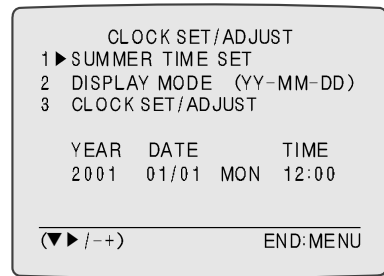 CLOCK SET/ADJUST
1▶SUMMER TIME SET
2 DISPLAY MODE (YY-MM-DD)
3 CLOCK SET/ADJUST
YEAR DATE TIME
2001 01/01 MON 12:00
(▼▶/-+) END:MENU